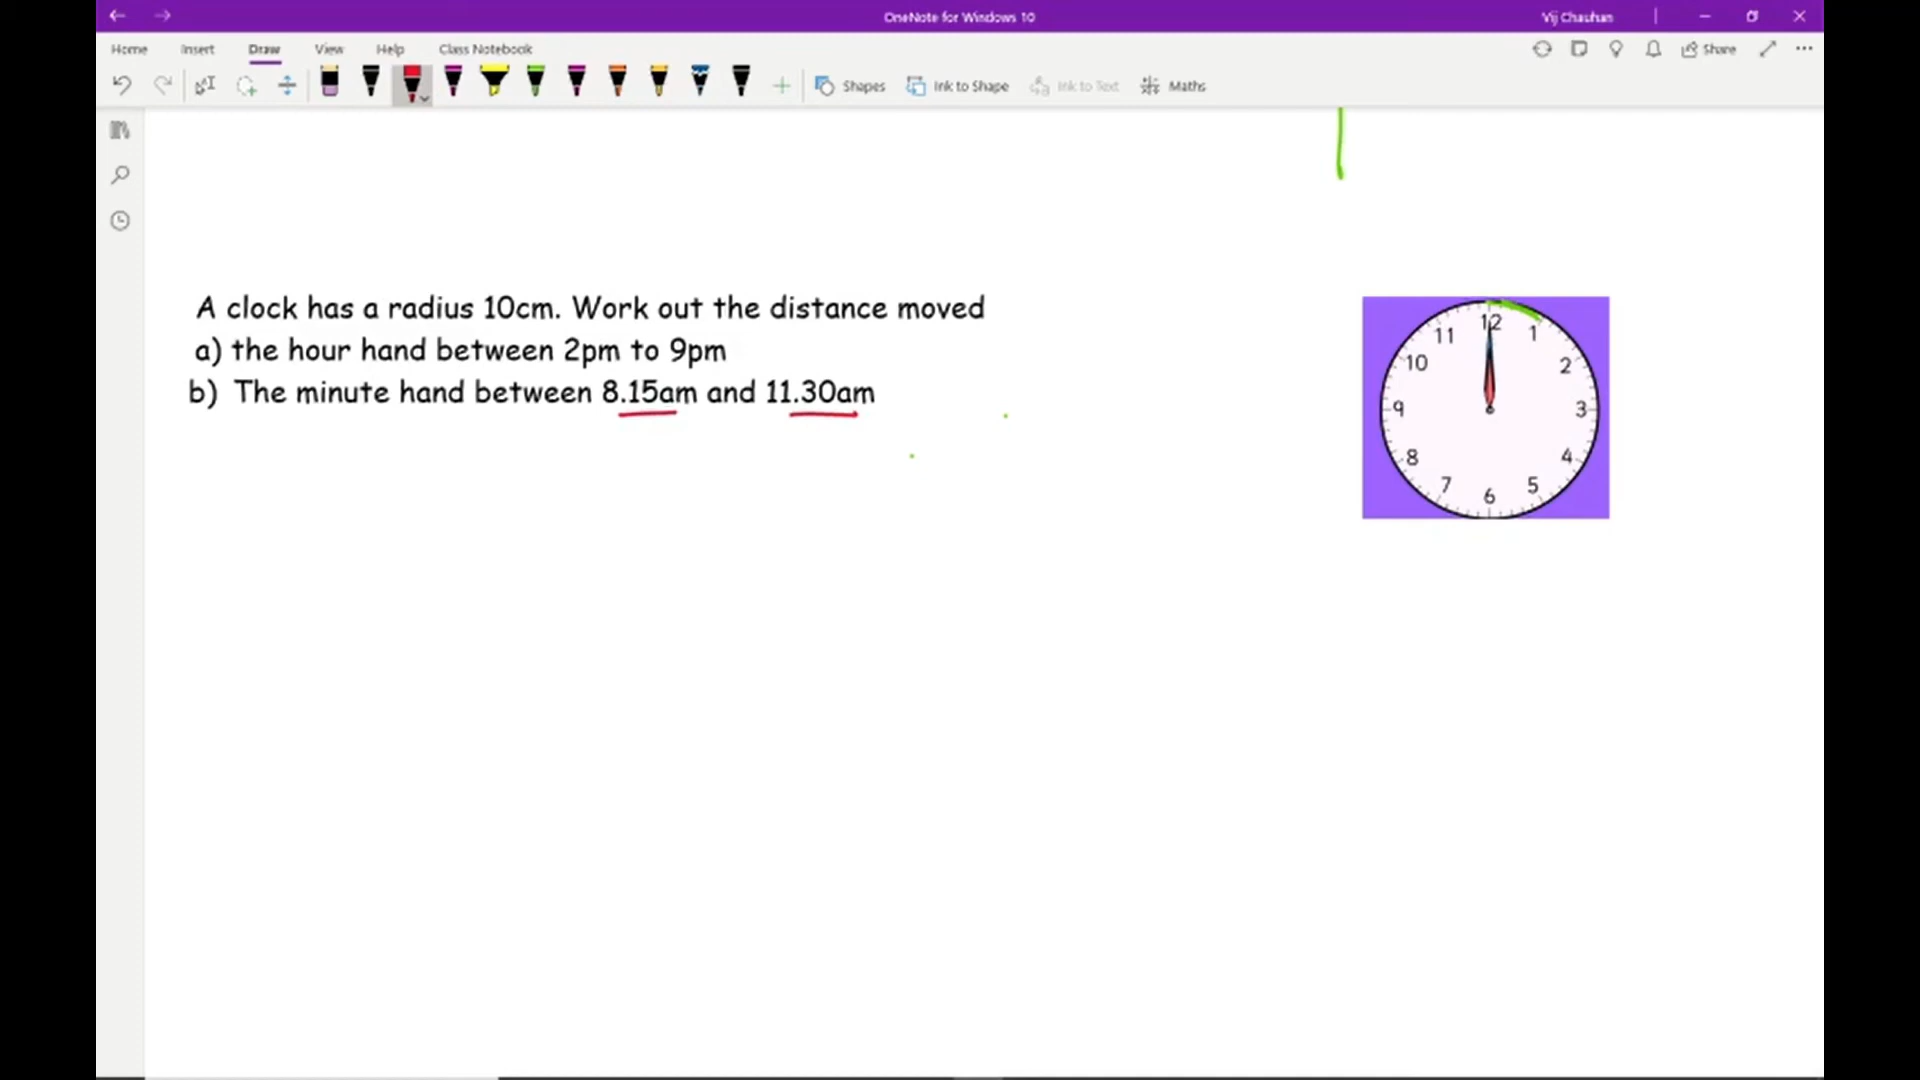 OneNote for Windows 10
Vij Chauhan
Home Insert Draw View Help Class Notebook
Share
Shapes Ink to Shape Ink to Text Maths
A clock has a radius 10cm. Work out the distance moved
a) the hour hand between 2pm to 9pm
b) The minute hand between 8.15am and 11.30am
12
11 1
10 2
9 3
8 4
7 5
6